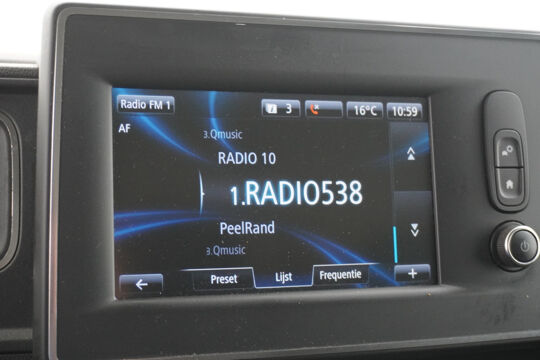 Radio FM 1
3
16°C
10:59
AF
3.Qmusic
RADIO 10
1.RADIO538
PeelRand
3.Qmusic
Preset
Lijst
Frequentie
+